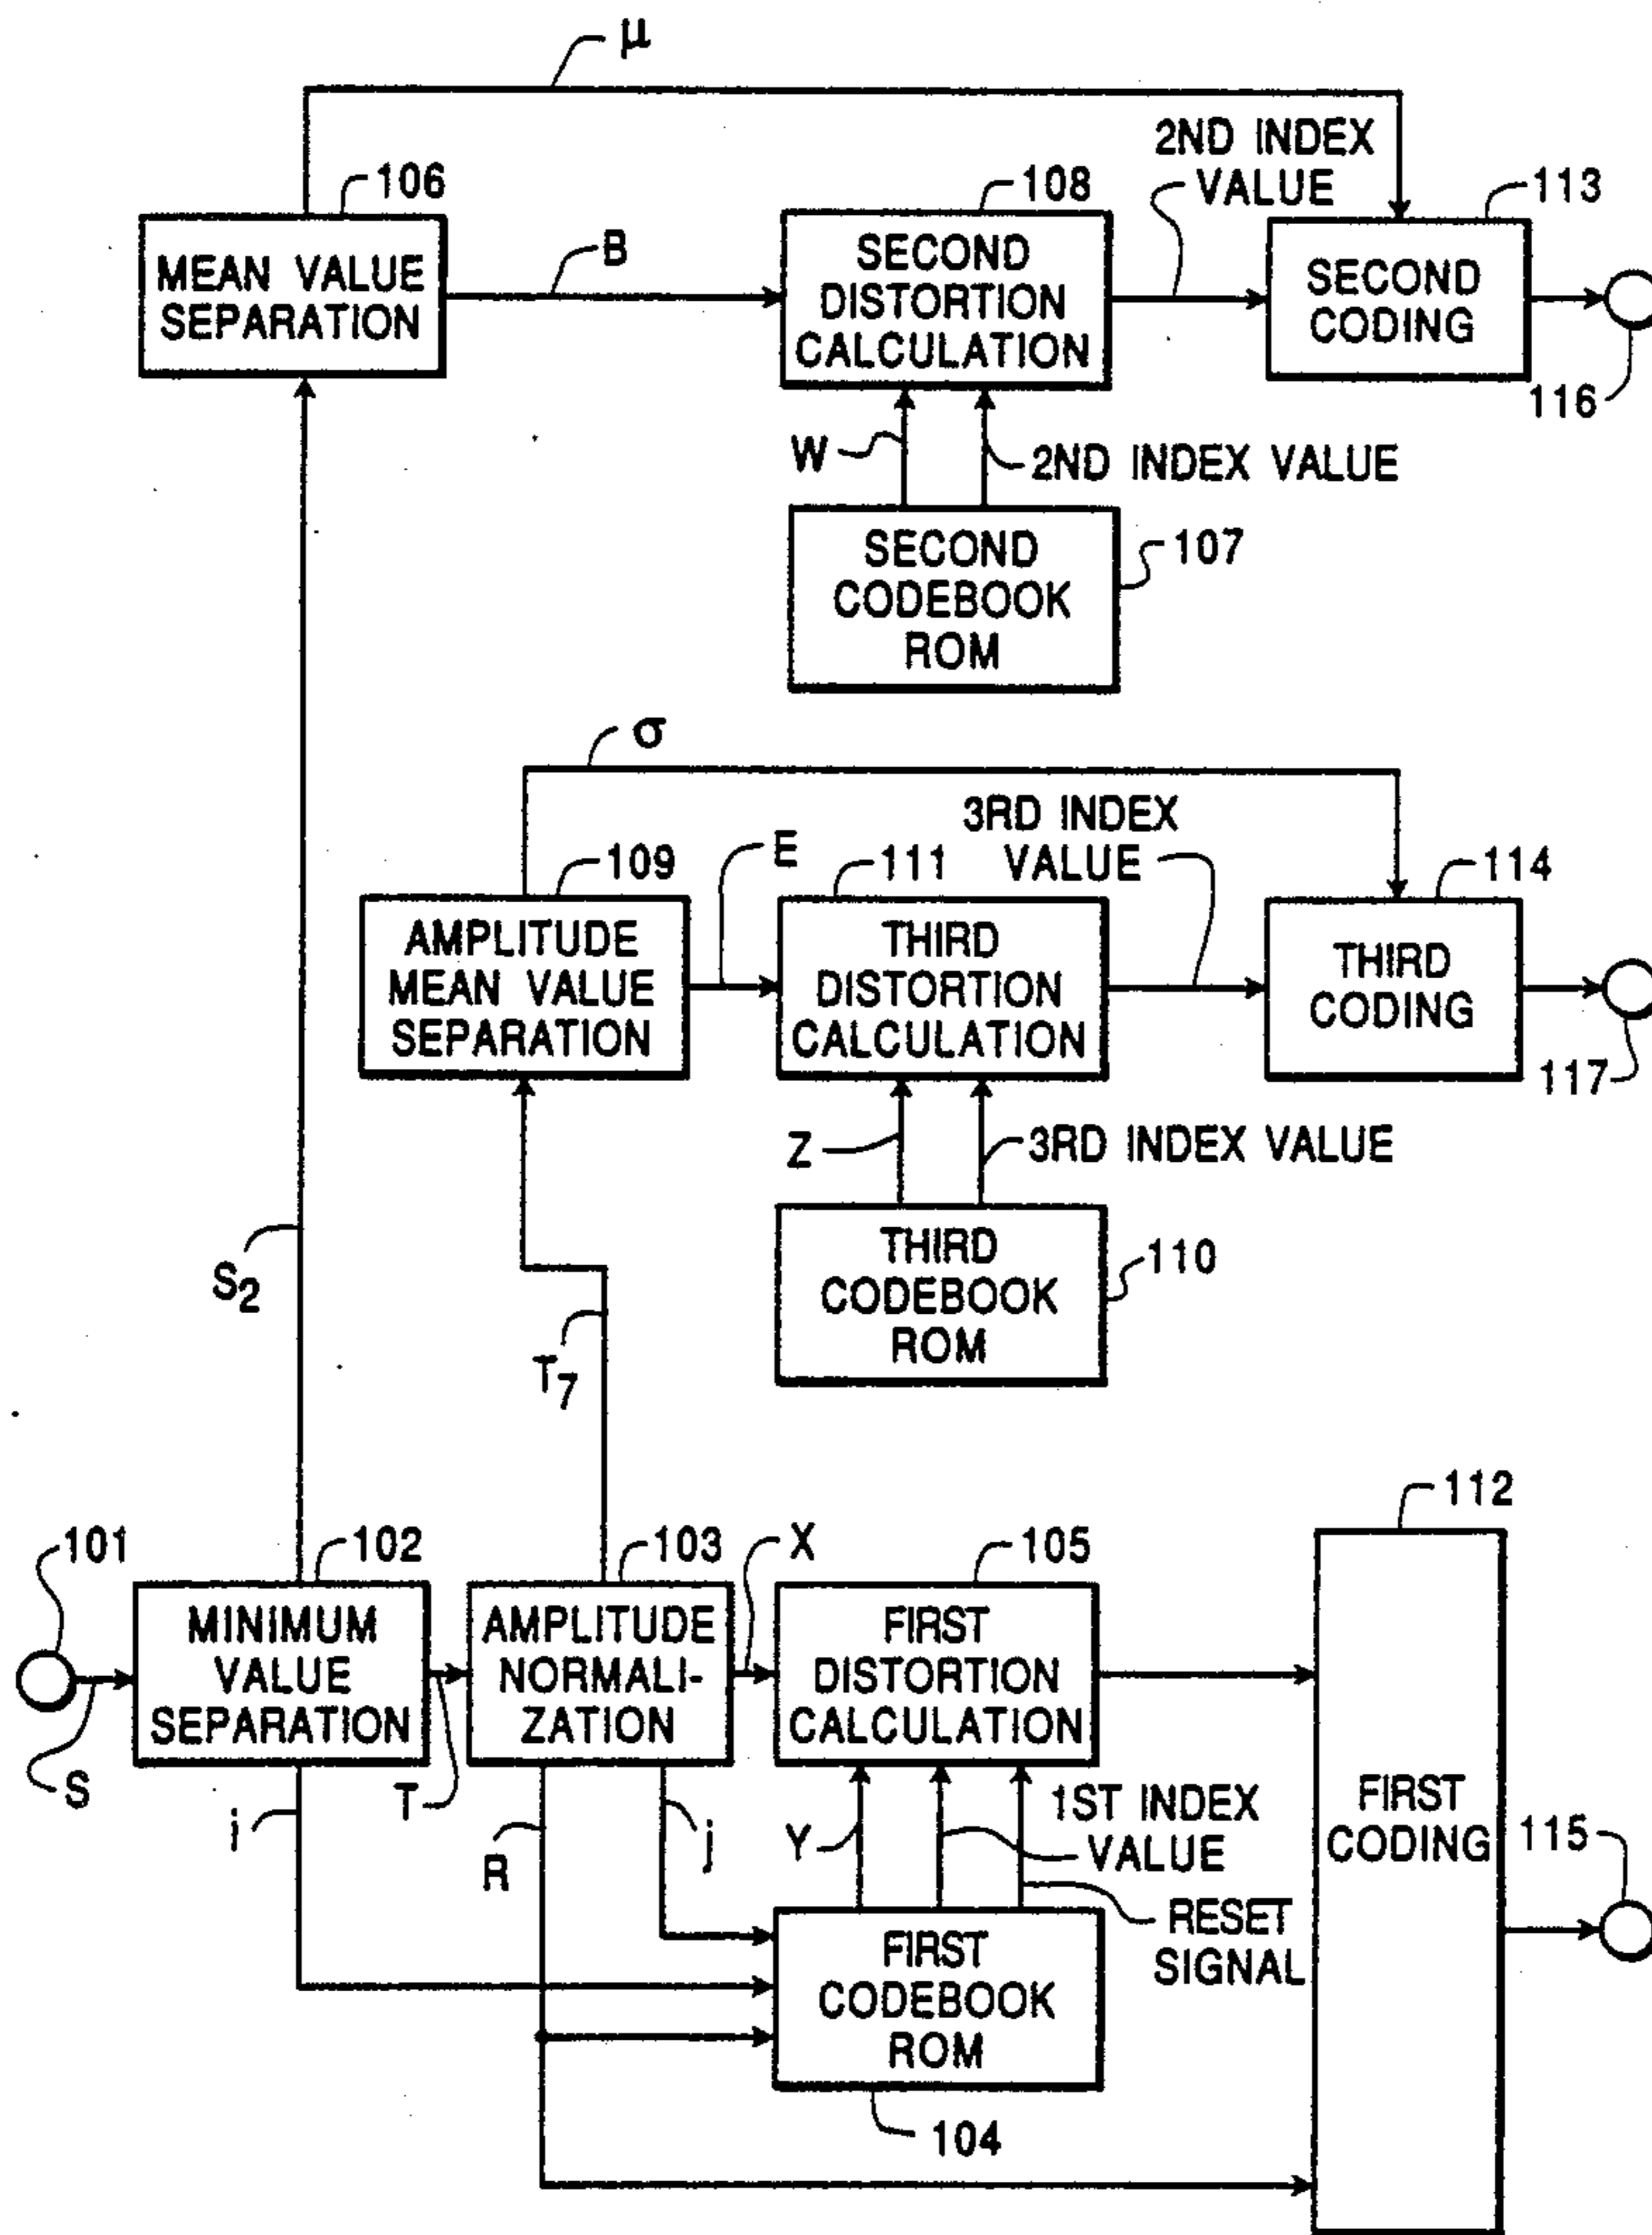 μ
2ND INDEX
VALUE
106
108
113
MEAN VALUE
SEPARATION
B
SECOND
DISTORTION
CALCULATION
SECOND
CODING
116
W
2ND INDEX VALUE
SECOND
CODEBOOK
ROM
107
σ
3RD INDEX
VALUE
109
E
111
114
AMPLITUDE
MEAN VALUE
SEPARATION
THIRD
DISTORTION
CALCULATION
THIRD
CODING
117
Z
3RD INDEX VALUE
THIRD
CODEBOOK
ROM
110
S2
T7
112
101
102
103
X
105
MINIMUM
VALUE
SEPARATION
AMPLITUDE
NORMALI-
ZATION
FIRST
DISTORTION
CALCULATION
S
i
T
R
j
Y
1ST INDEX
VALUE
FIRST
CODING
115
RESET
SIGNAL
FIRST
CODEBOOK
ROM
104